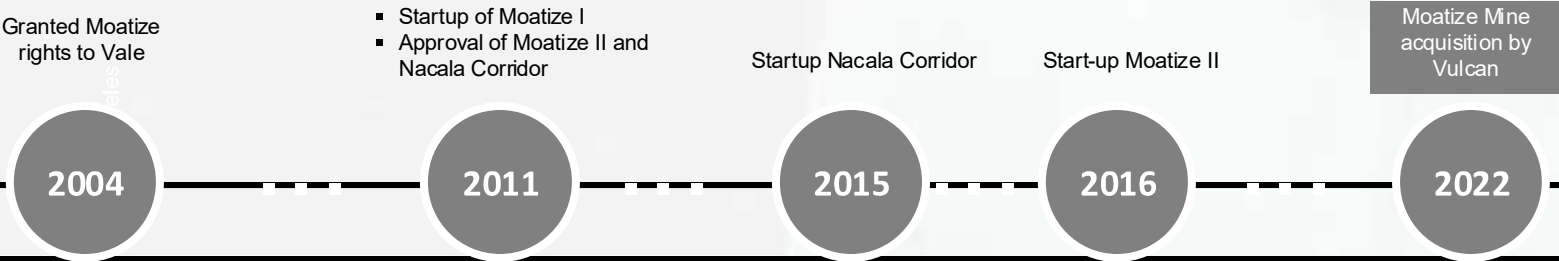 Granted Moatize
rights to Vale
▪ Startup of Moatize I
▪ Approval of Moatize II and
Nacala Corridor
Startup Nacala Corridor
Start-up Moatize II
Moatize Mine
acquisition by
Vulcan
2004
2011
2015
2016
2022